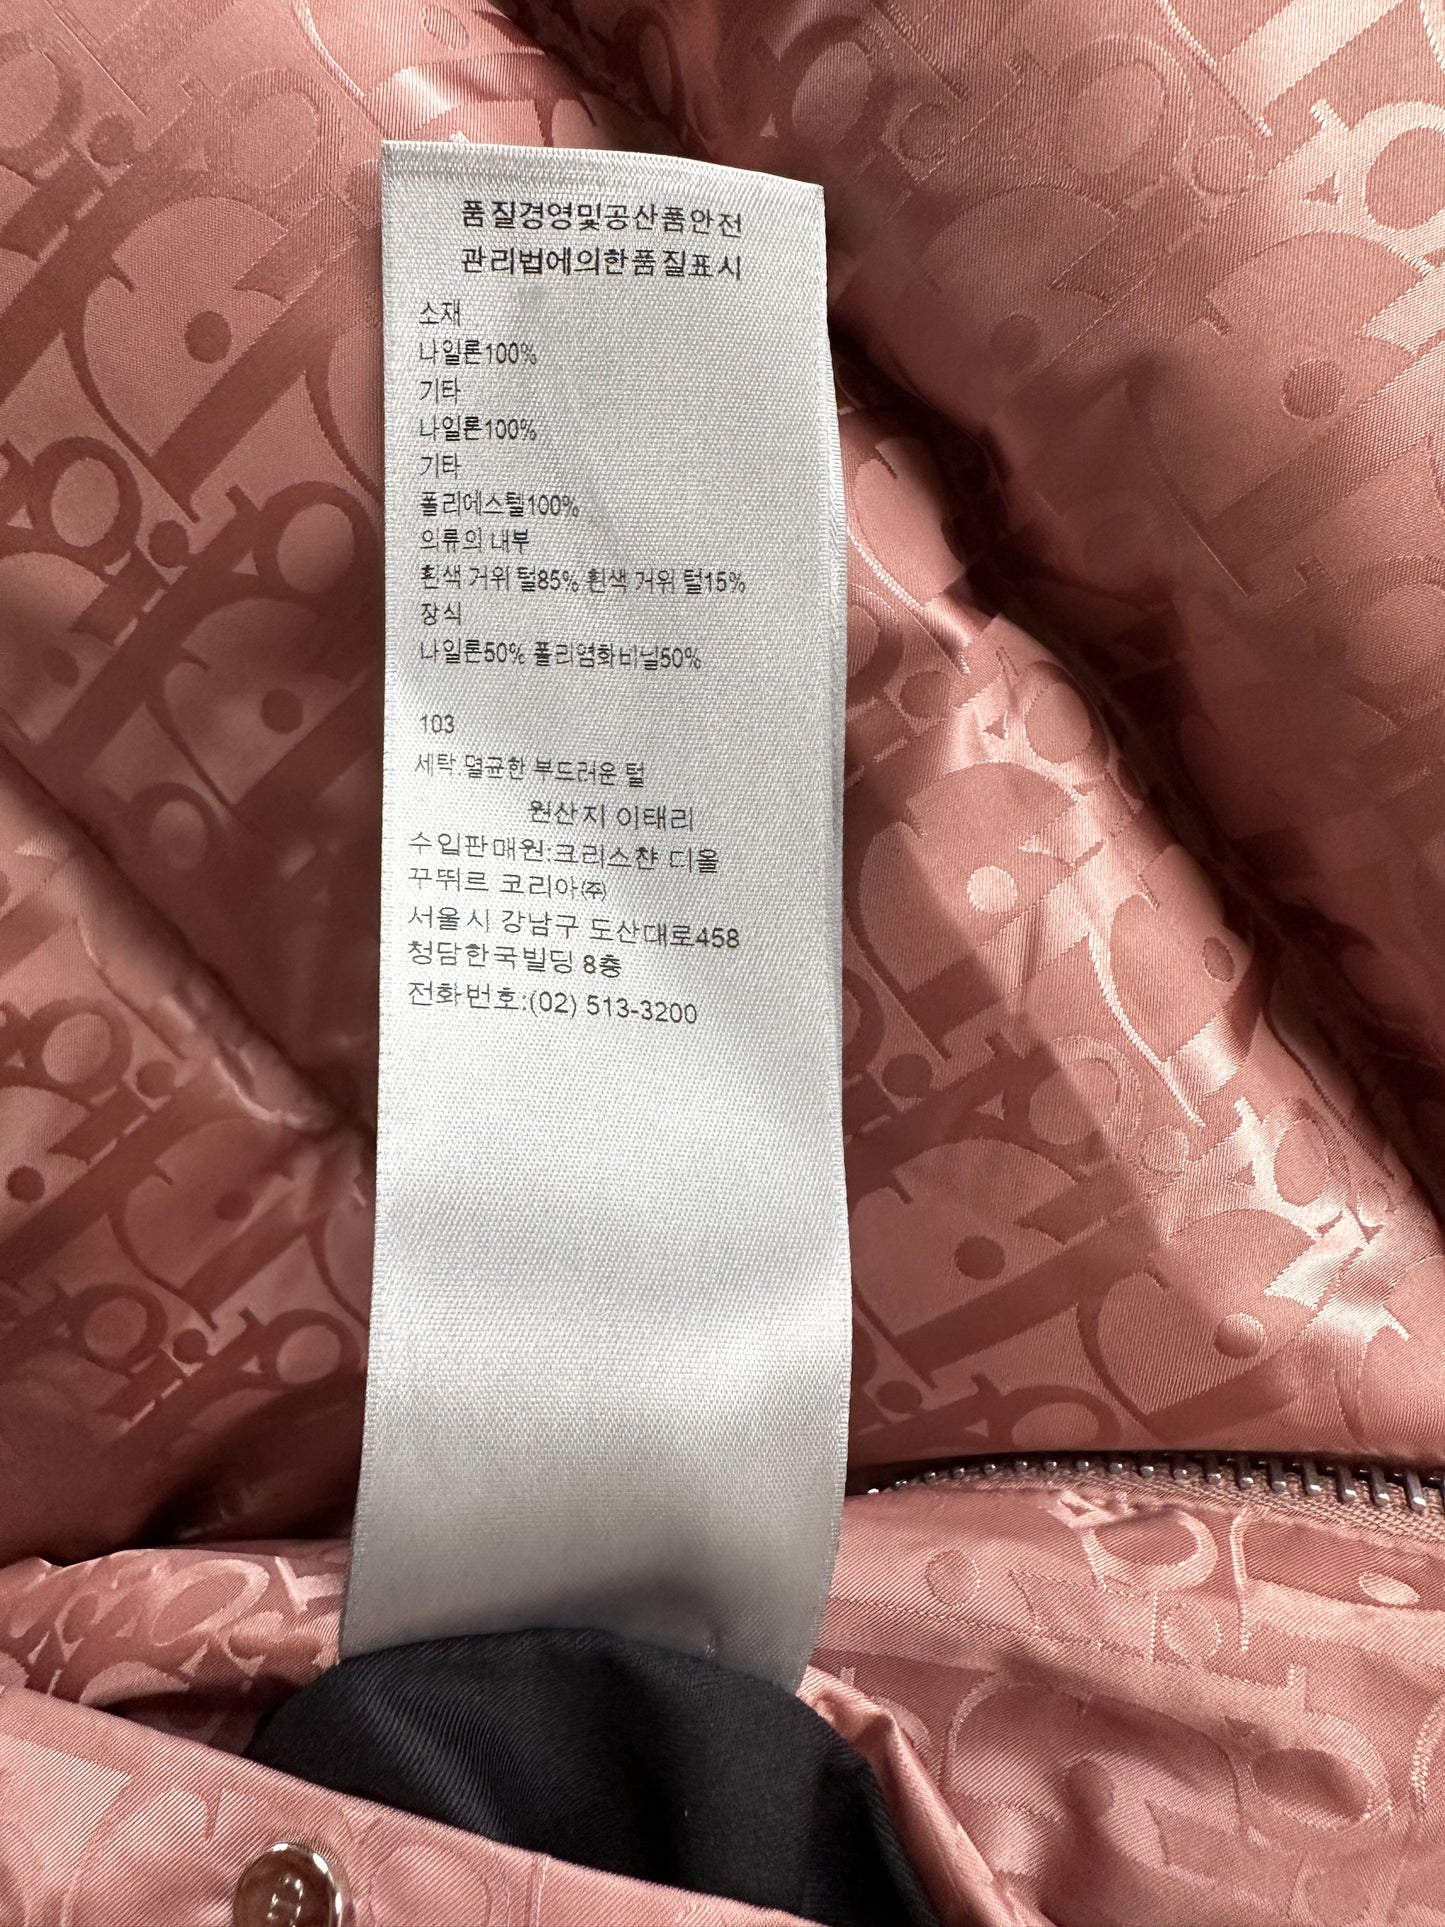 품질경영및공산품안전
관리법에의한품질표시
소재
나일론100%
기타
나일론100%
기타
폴리에스텔100%
의류의 내부
흰색 거위 털85% 흰색 거위 털15%
장식
나일론50% 폴리염화비닐50%
103
세탁.멸균한 부드러운 털
원산지 이태리
수입판매원:크리스챤 디올
꾸뛰르 코리아㈜
서울시 강남구 도산대로458
청담한국빌딩 8층
전화번호:(02) 513-3200